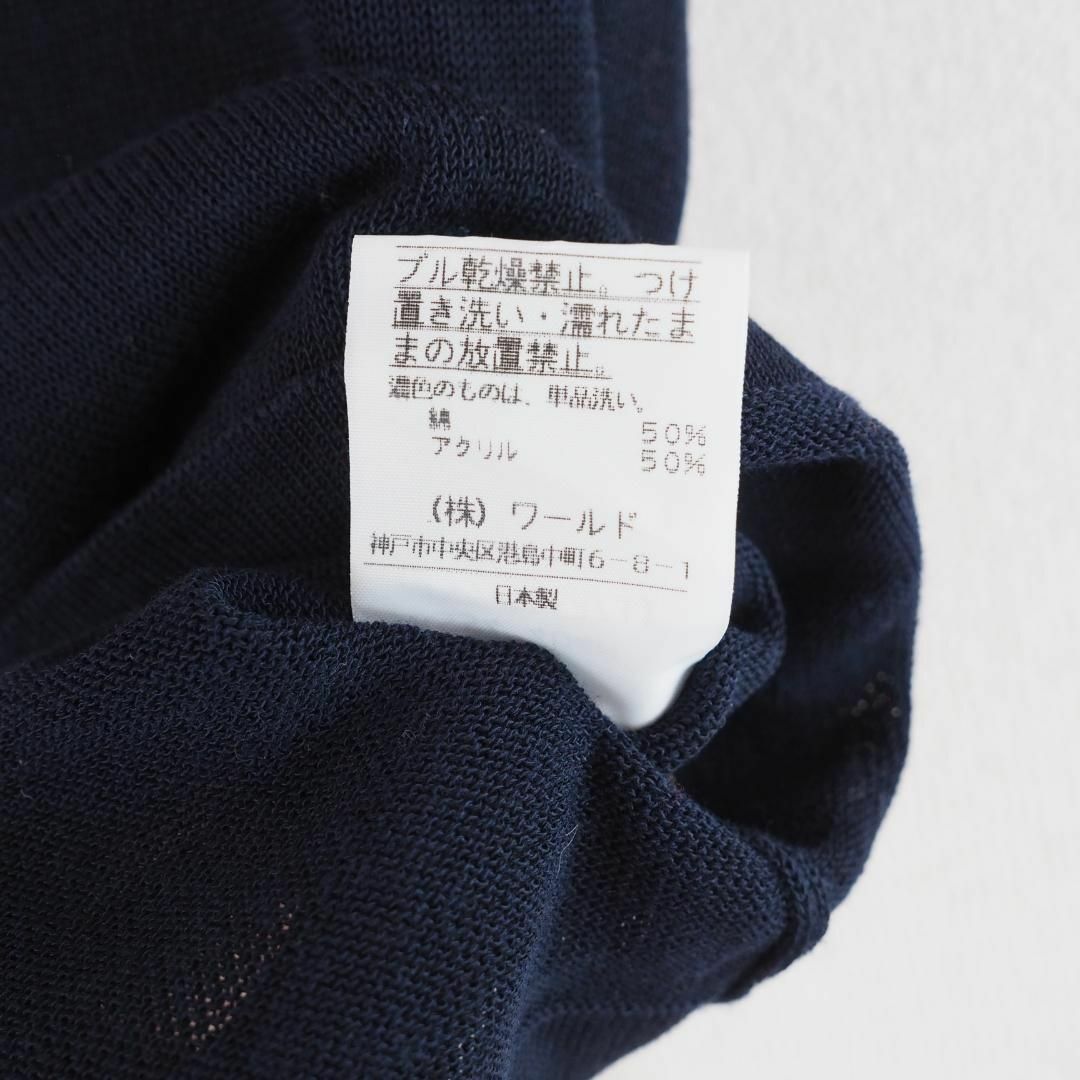 ブル乾燥禁止。つけ
置き洗い・濡れたま
まの放置禁止。
濃色のものは、単品洗い。
綿 50%
アクリル 50%
(株) ワールド
神戸市中央区港島中町6-8-1
日本製